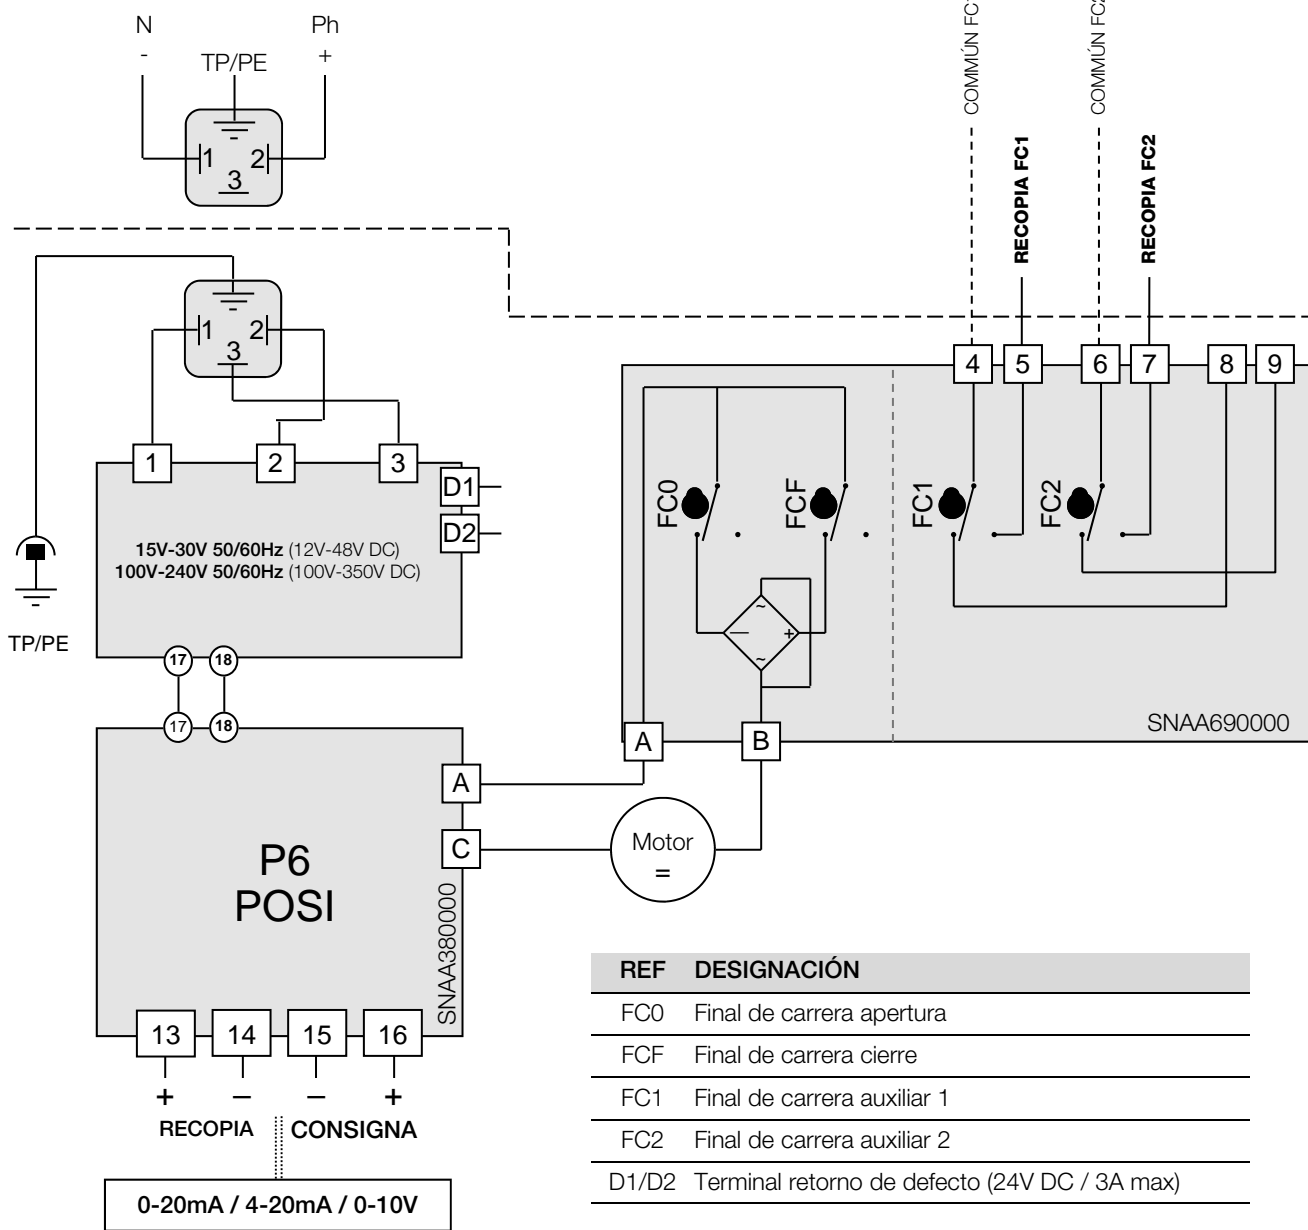 N
Ph
-
TP/PE
+
1
2
3
COMMÚN FC1
COMMÚN FC2
RECOPIA FC1
RECOPIA FC2
1
2
3
4
5
6
7
8
9
1
2
3
D1
D2
15V-30V 50/60Hz (12V-48V DC)
100V-240V 50/60Hz (100V-350V DC)
TP/PE
17
18
17
18
FC0
FCF
FC1
FC2
~
—
+
~
SNAA690000
A
B
A
C
Motor
=
P6
POSI
SNAA380000
13
14
15
16
+
–
–
+
RECOPIA
CONSIGNA
0-20mA / 4-20mA / 0-10V
REF DESIGNACIÓN
FC0 Final de carrera apertura
FCF Final de carrera cierre
FC1 Final de carrera auxiliar 1
FC2 Final de carrera auxiliar 2
D1/D2 Terminal retorno de defecto (24V DC / 3A max)